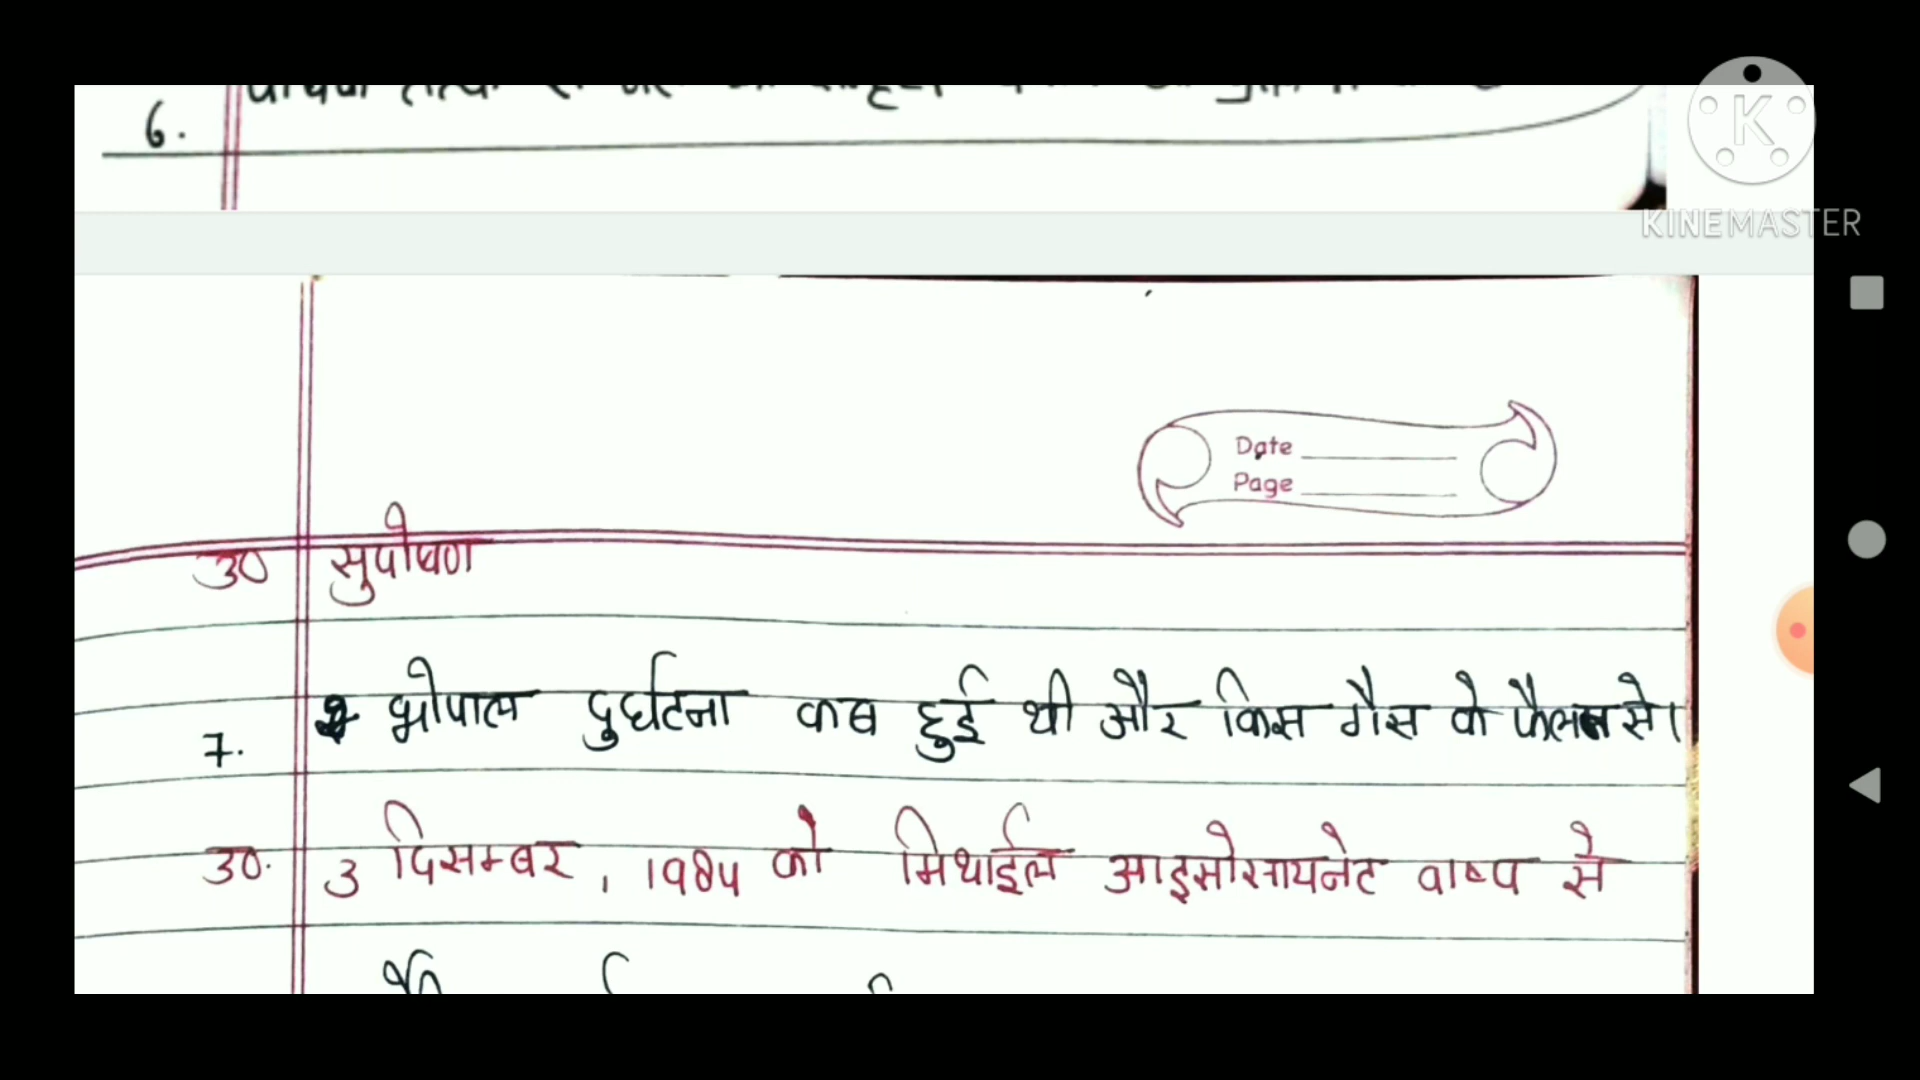 6.
KINEMASTER
Date
Page
उ० सुपोषण
7. भोपाल दुर्घटना कब हुई थी और किस गैस के फैलने से।
उ०. 3 दिसम्बर, 1984 को मिथाईल आइसोसायनेट वाष्प से